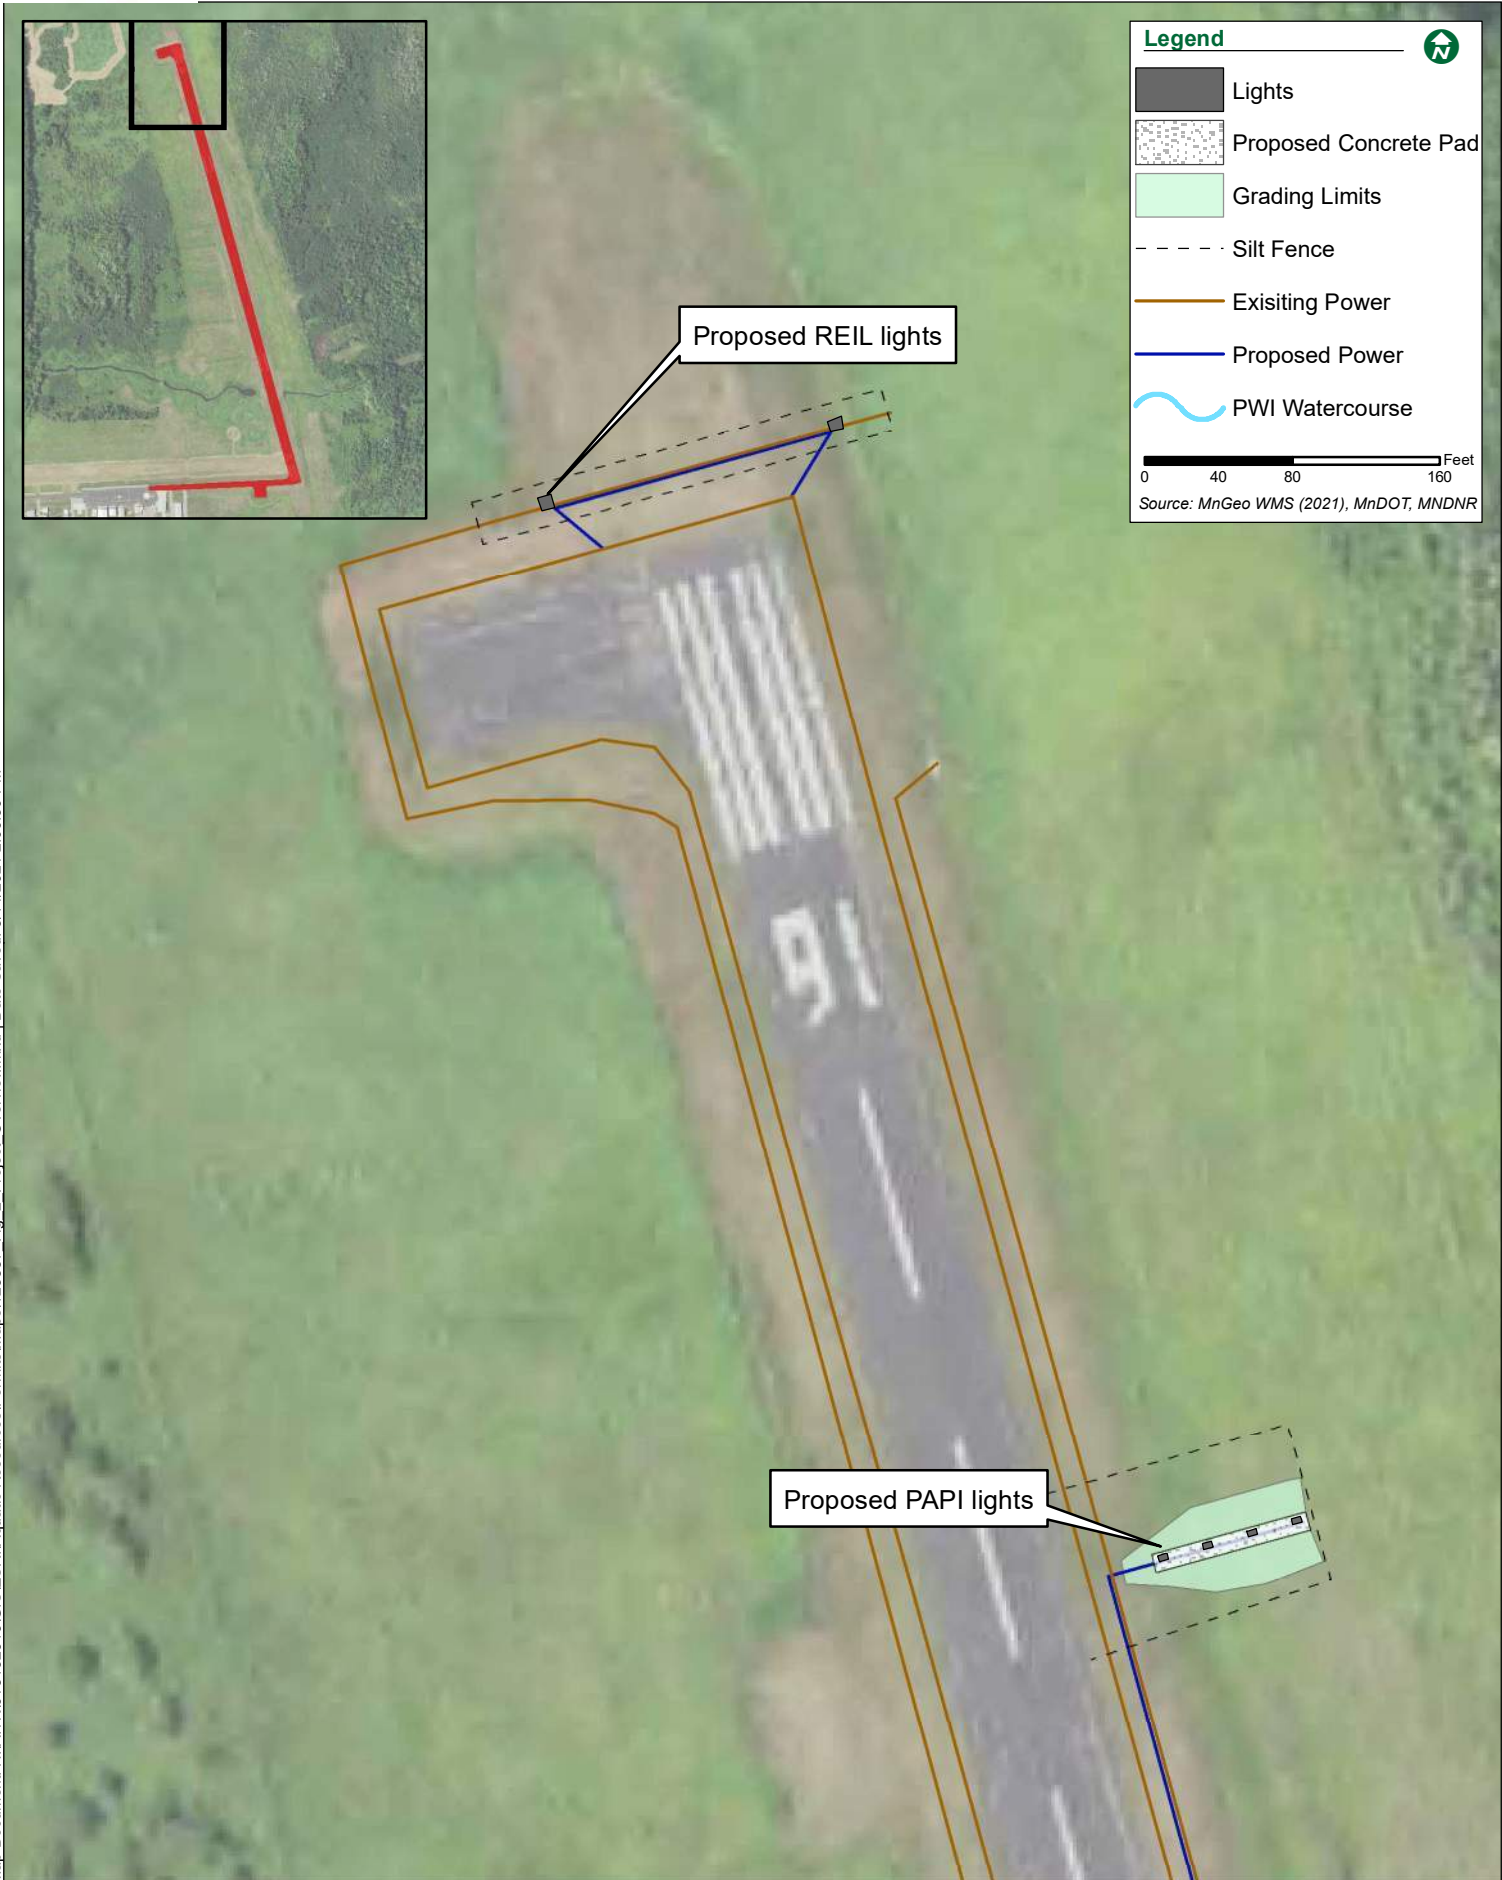 Legend
N
Lights
Proposed Concrete Pad
Grading Limits
Silt Fence
Exisiting Power
Proposed Power
PWI Watercourse
Feet
0 40 80 160
Source: MnGeo WMS (2021), MnDOT, MNDNR
Proposed REIL lights
16
Proposed PAPI lights